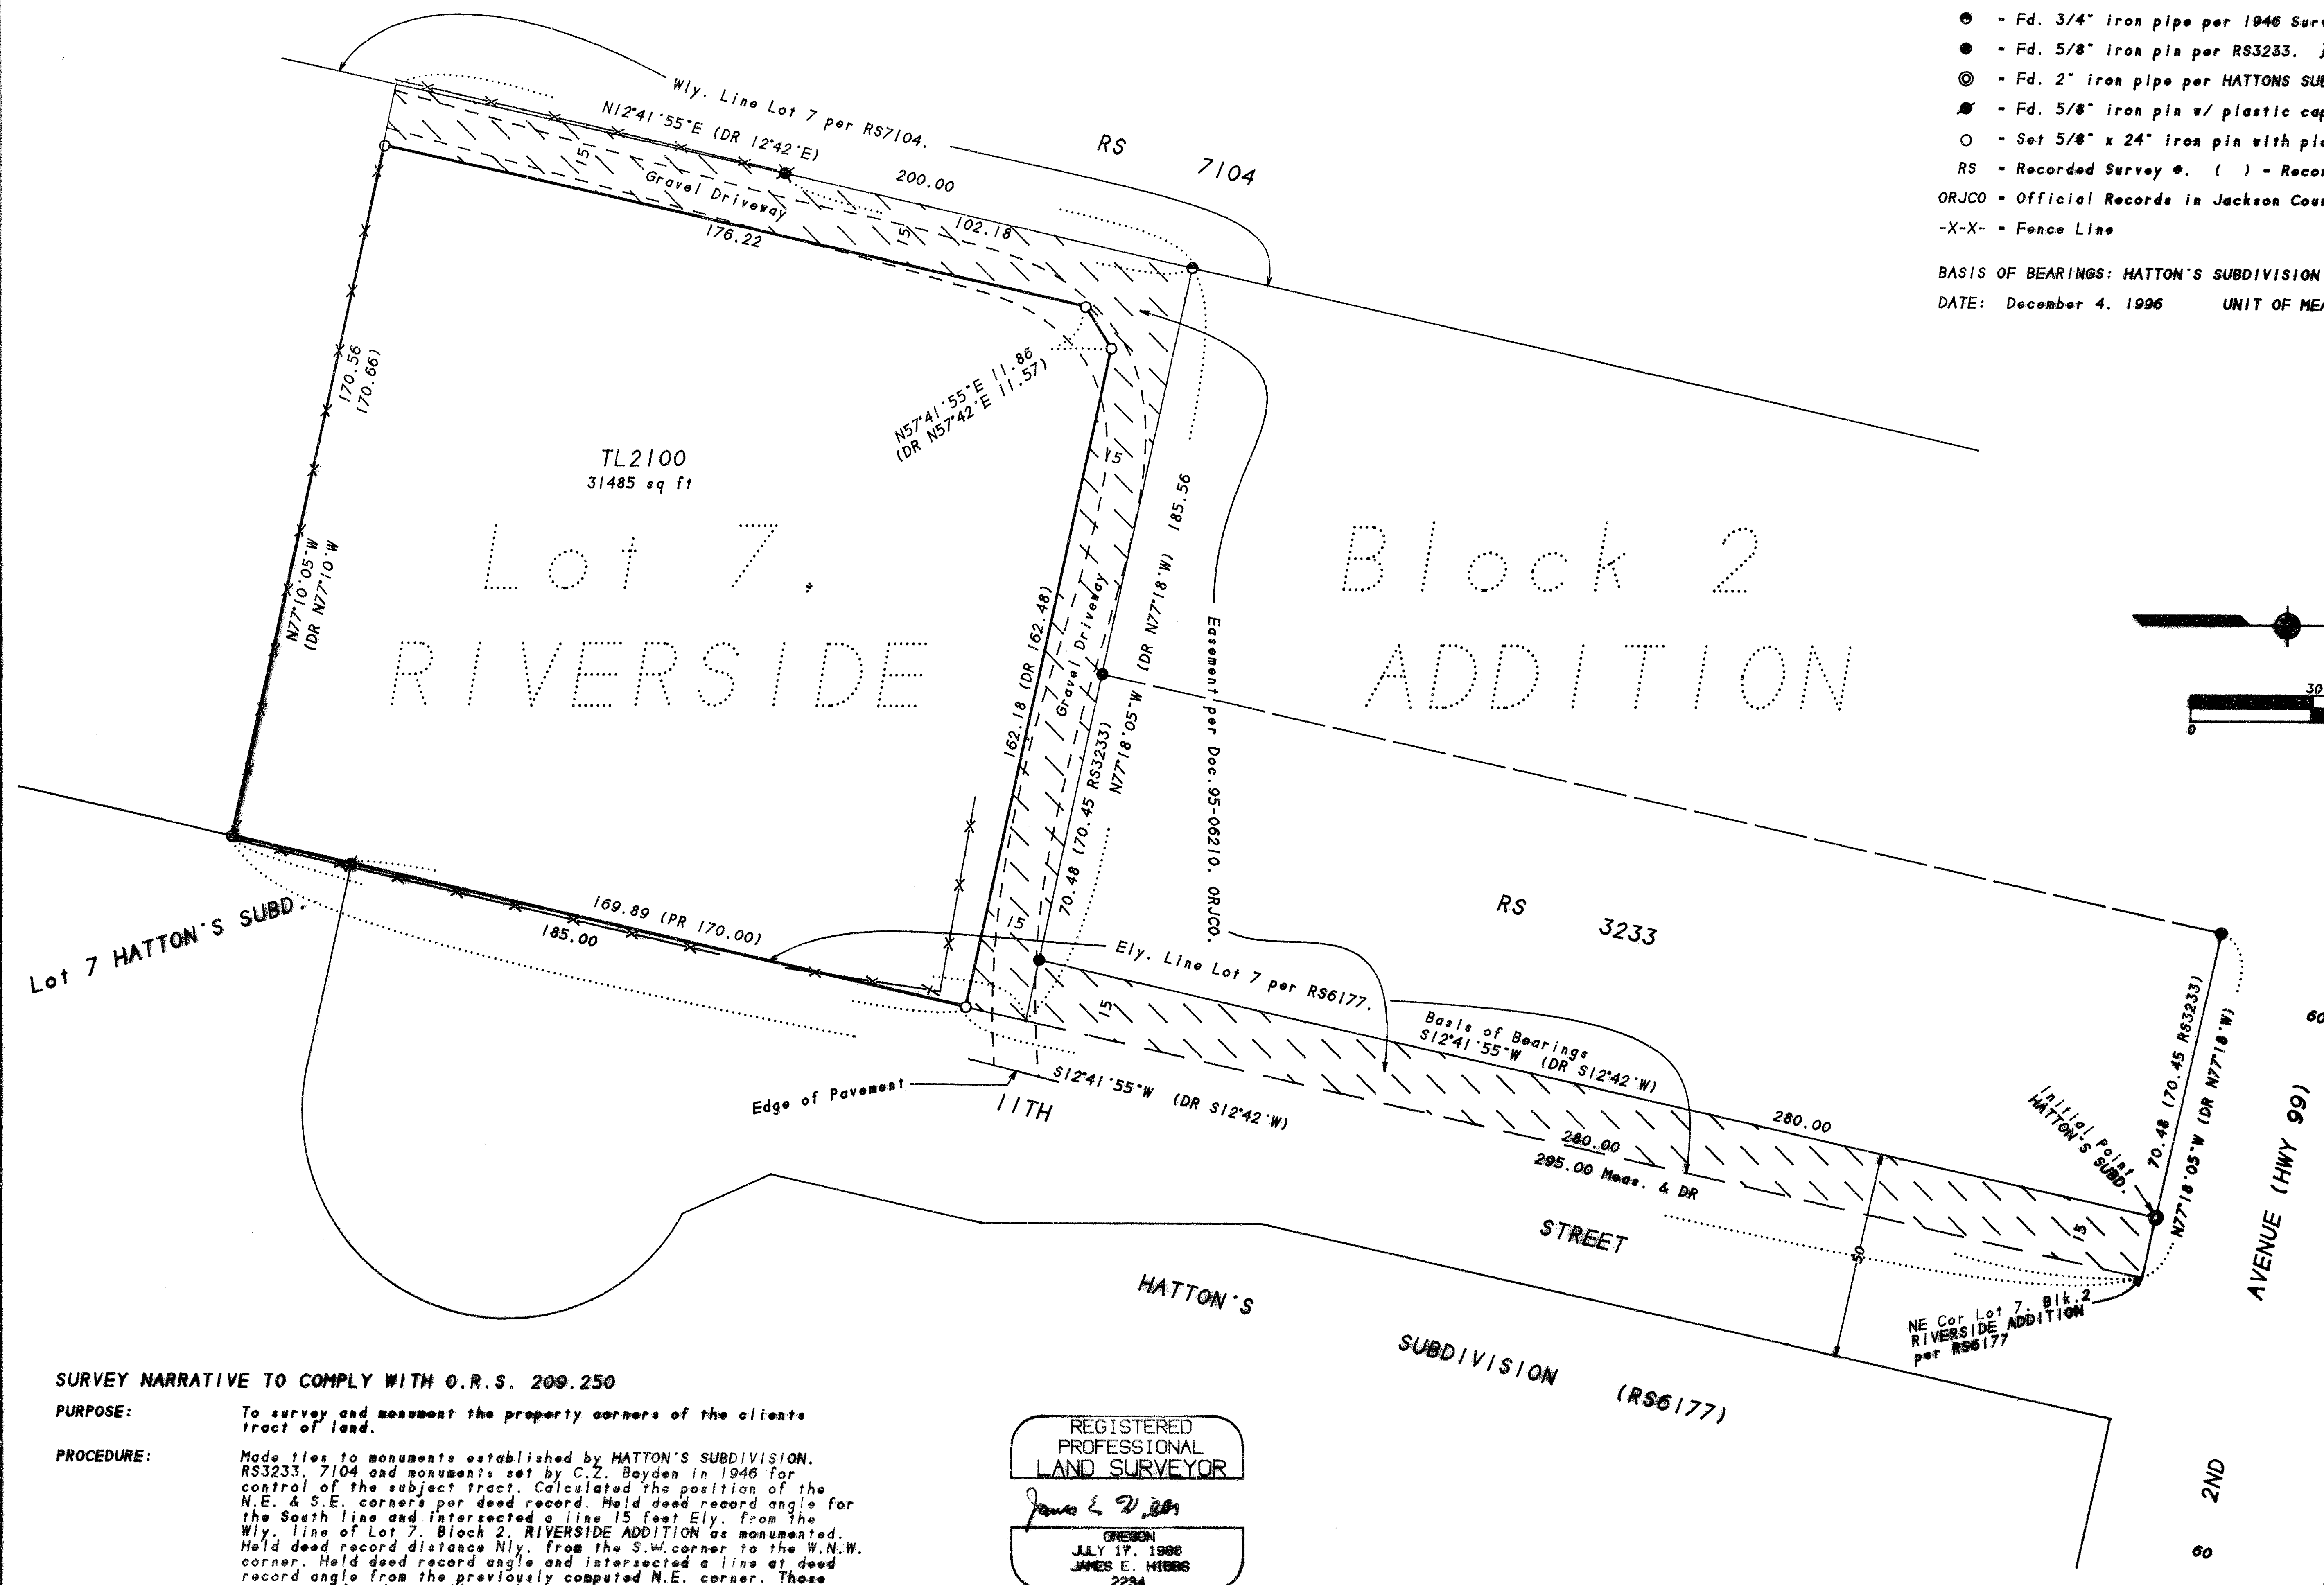 - Fd. 3/4" iron pipe per 1946 Surv
- Fd. 5/8" iron pin per RS3233.
- Fd. 2" iron pipe per HATTONS SUB
- Fd. 5/8" iron pin w/ plastic cap
- Set 5/8" x 24" iron pin with pla
RS - Recorded Survey #. ( ) - Recor
ORJCO - Official Records in Jackson Coun
-X-X- - Fence Line
BASIS OF BEARINGS: HATTON'S SUBDIVISION
DATE: December 4, 1996 UNIT OF MEA
Wly. Line Lot 7 per RS7104.
N12°41'55"E (DR 12°42'E)
RS 7104
200.00
15
Gravel Driveway
15
102.18
176.22
N57°41'55"E 11.86
(DR N57°42'E 11.57)
170.56
170.66)
TL2100
31485 sq ft
15
Lot 7,
RIVERSIDE
Block 2
ADDITION
N77°10'05"W
(DR N77°10'W
162.18 (DR 162.48)
Gravel Driveway
70.48 (70.45 RS3233)
N77°18'05"W (DR N77°18'W) 185.56
Easement per Doc.95-06210, ORJCO.
30
0
Lot 7 HATTON'S SUBD.
169.89 (PR 170.00)
185.00
15
Ely. Line Lot 7 per RS6177.
RS 3233
15
Basis of Bearings
S12°41'55"W (DR S12°42'W)
Edge of Pavement
S12°41'55"W (DR S12°42'W)
11TH
STREET
280.00
280.00
295.00 Meas. & DR
50
15
Initial Point
HATTON'S SUBD.
70.48 (70.45 RS3233)
N77°18'05"W (DR N77°18'W)
60
AVENUE (HWY 99)
2ND
60
NE Cor Lot 7, Blk.2
RIVERSIDE ADDITION
per RS6177
HATTON'S
SUBDIVISION (RS6177)
SURVEY NARRATIVE TO COMPLY WITH O.R.S. 209.250
PURPOSE: To survey and monument the property corners of the clients
tract of land.
PROCEDURE: Made ties to monuments established by HATTON'S SUBDIVISION,
RS3233, 7104 and monuments set by C.Z. Boyden in 1946 for
control of the subject tract. Calculated the position of the
N.E. & S.E. corners per deed record. Held deed record angle for
the South line and intersected a line 15 feet Ely. from the
Wly. line of Lot 7, Block 2, RIVERSIDE ADDITION as monumented.
Held deed record distance Nly. from the S.W.corner to the W.N.W.
corner. Held deed record angle and intersected a line at deed
record angle from the previously computed N.E. corner. These
REGISTERED
PROFESSIONAL
LAND SURVEYOR
OREGON
JULY 17, 1986
JAMES E. HIBBS
2234